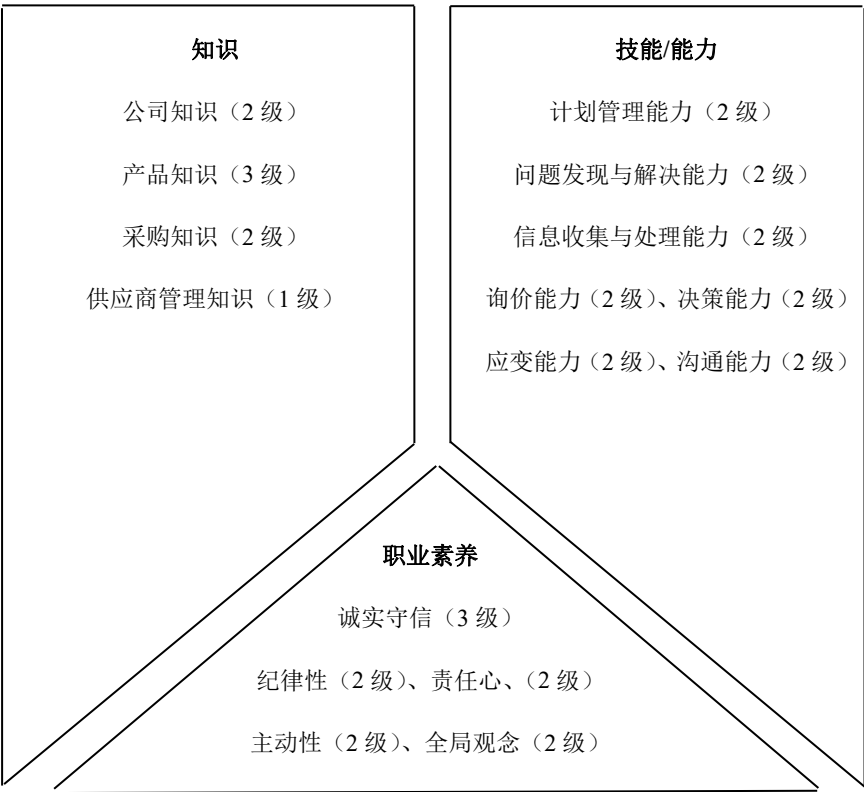 知识
公司知识（2 级）
产品知识（3 级）
采购知识（2 级）
供应商管理知识（1 级）
技能/能力
计划管理能力（2 级）
问题发现与解决能力（2 级）
信息收集与处理能力（2 级）
询价能力（2 级）、决策能力（2 级）
应变能力（2 级）、沟通能力（2 级）
职业素养
诚实守信（3 级）
纪律性（2 级）、责任心、（2 级）
主动性（2 级）、全局观念（2 级）